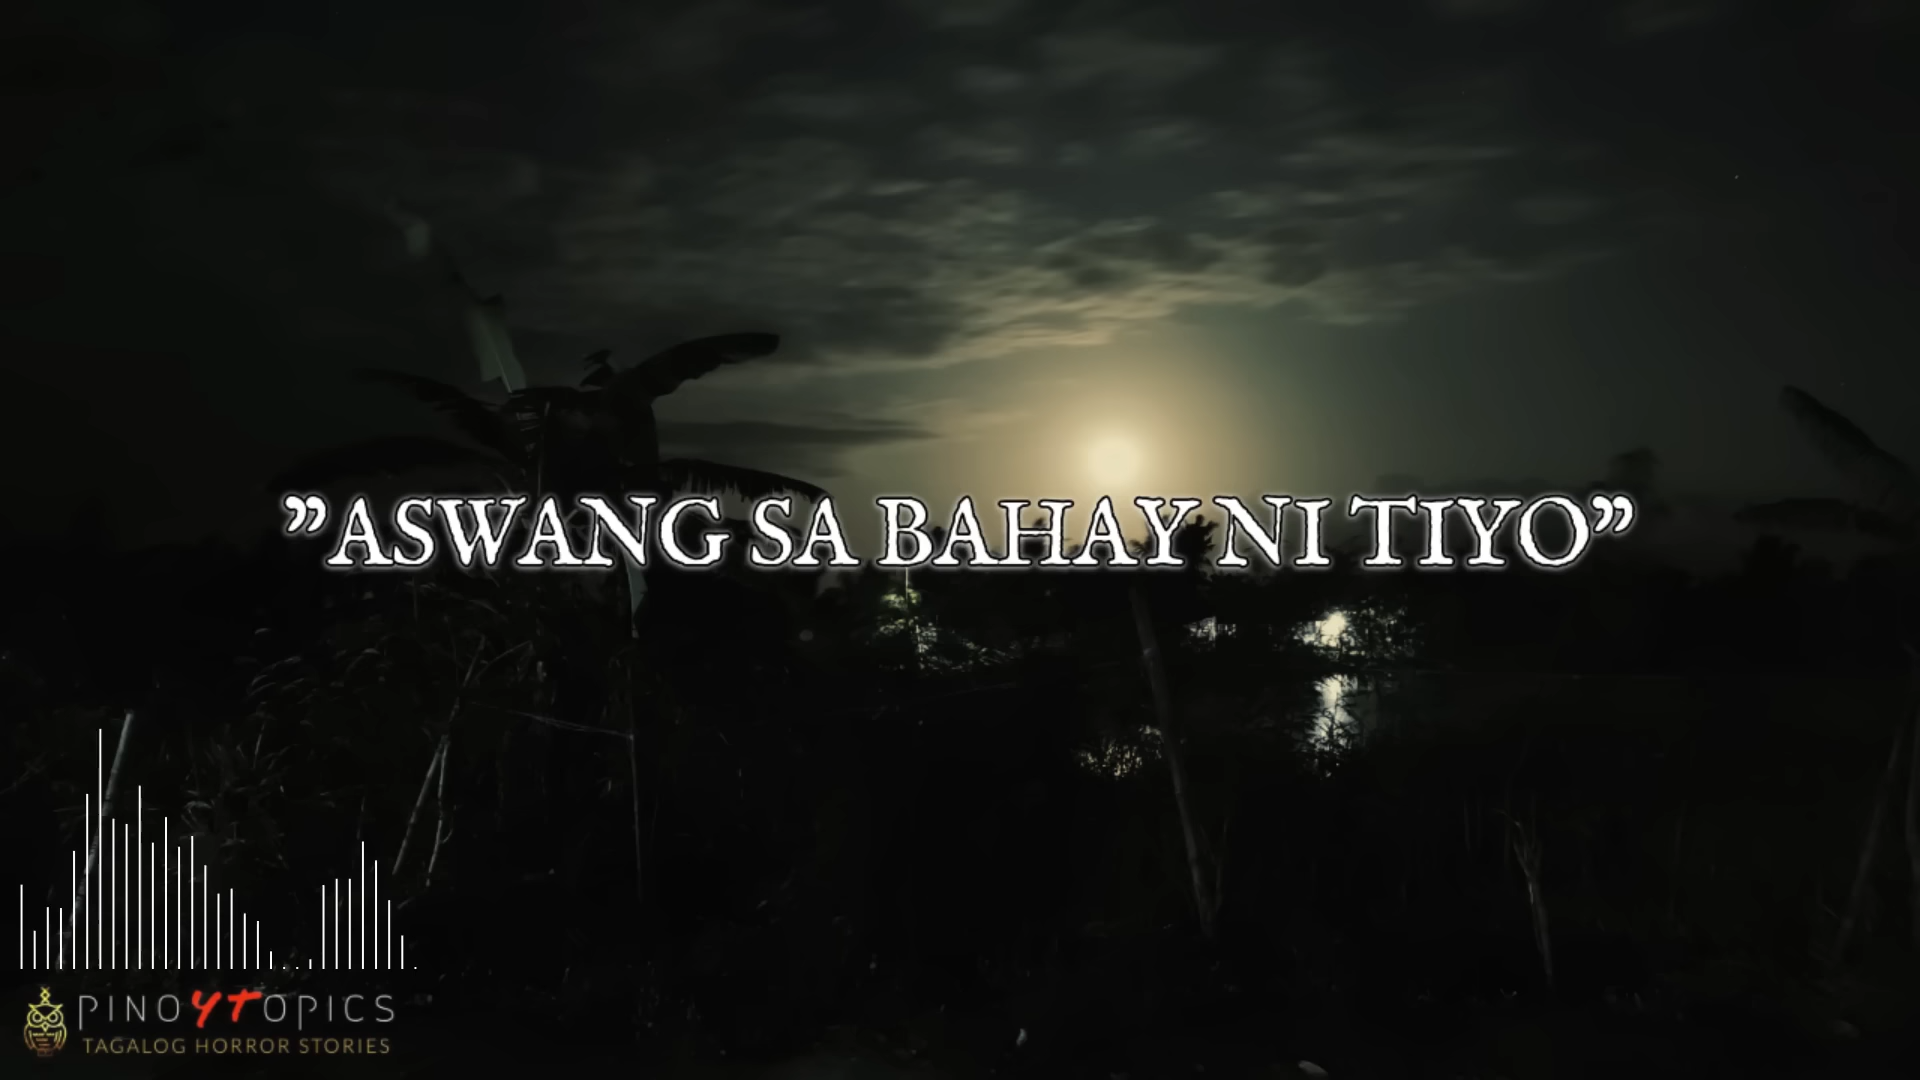 ”ASWANG SA BAHAY NI TIYO”
PINOYTOPICS
TAGALOG HORROR STORIES